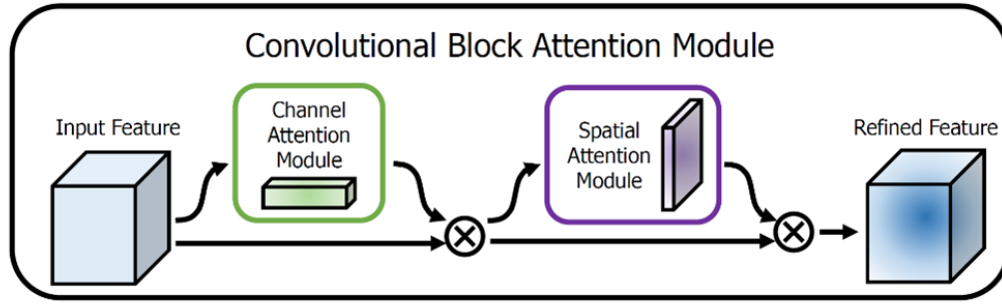 Convolutional Block Attention Module
Input Feature
Channel
Attention
Module
Spatial
Attention
Module
Refined Feature